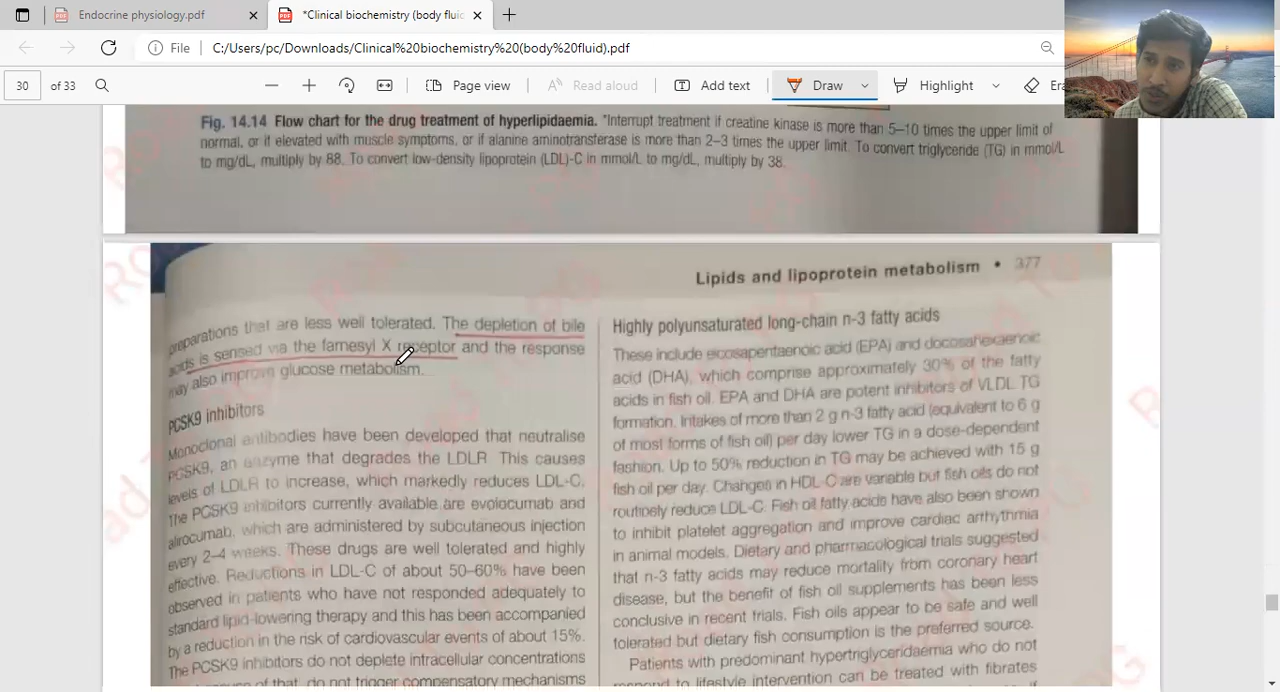 Endocrine physiology.pdf
*Clinical biochemistry (body fluid
File
C:/Users/pc/Downloads/Clinical%20biochemistry%20(body%20fluid).pdf
30 of 33
Page view
Read aloud
Add text
Draw
Highlight
Era
Fig. 14.14 Flow chart for the drug treatment of hyperlipidaemia. *Interrupt treatment if creatine kinase is more than 5–10 times the upper limit of
normal, or if elevated with muscle symptoms, or if alanine aminotransferase is more than 2–3 times the upper limit. To convert triglyceride (TG) in mmol/L
to mg/dL, multiply by 88. To convert low-density lipoprotein (LDL)-C in mmol/L to mg/dL, multiply by 38.
Lipids and lipoprotein metabolism • 377
preparations that are less well tolerated. The depletion of bile
acids is sensed via the farnesyl X receptor and the response
may also improve glucose metabolism.
PCSK9 inhibitors
Monoclonal antibodies have been developed that neutralise
PCSK9, an enzyme that degrades the LDLR. This causes
levels of LDLR to increase, which markedly reduces LDL-C.
The PCSK9 inhibitors currently available are evolocumab and
alirocumab, which are administered by subcutaneous injection
every 2–4 weeks. These drugs are well tolerated and highly
effective. Reductions in LDL-C of about 50–60% have been
observed in patients who have not responded adequately to
standard lipid-lowering therapy and this has been accompanied
by a reduction in the risk of cardiovascular events of about 15%.
The PCSK9 inhibitors do not deplete intracellular concentrations
of that, do not trigger compensatory mechanisms
Highly polyunsaturated long-chain n-3 fatty acids
These include eicosapentaenoic acid (EPA) and docosahexaenoic
acid (DHA), which comprise approximately 30% of the fatty
acids in fish oil. EPA and DHA are potent inhibitors of VLDL TG
formation. Intakes of more than 2 g n-3 fatty acid (equivalent to 6 g
of most forms of fish oil) per day lower TG in a dose-dependent
fashion. Up to 50% reduction in TG may be achieved with 15 g
fish oil per day. Changes in HDL-C are variable but fish oils do not
routinely reduce LDL-C. Fish oil fatty acids have also been shown
to inhibit platelet aggregation and improve cardiac arrhythmia
in animal models. Dietary and pharmacological trials suggested
that n-3 fatty acids may reduce mortality from coronary heart
disease, but the benefit of fish oil supplements has been less
conclusive in recent trials. Fish oils appear to be safe and well
tolerated but dietary fish consumption is the preferred source.
Patients with predominant hypertriglyceridaemia who do not
respond to lifestyle intervention can be treated with fibrates